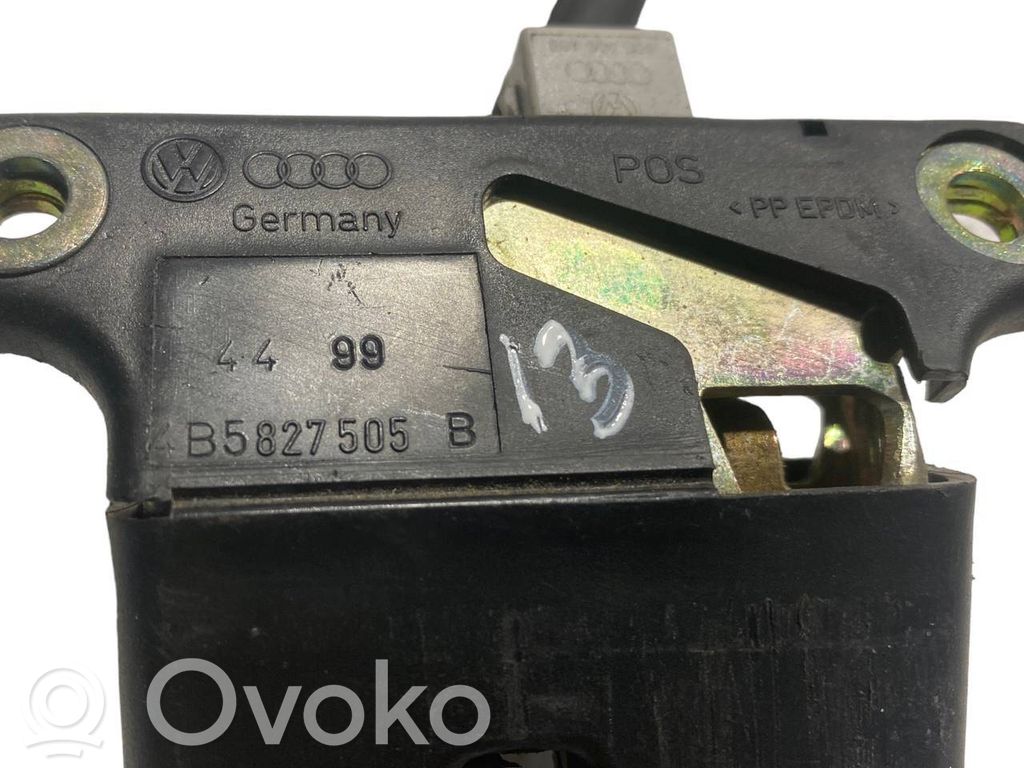 POS
< PP EPDM >
Germany
44 99
4B5827505 B
13
Ovoko